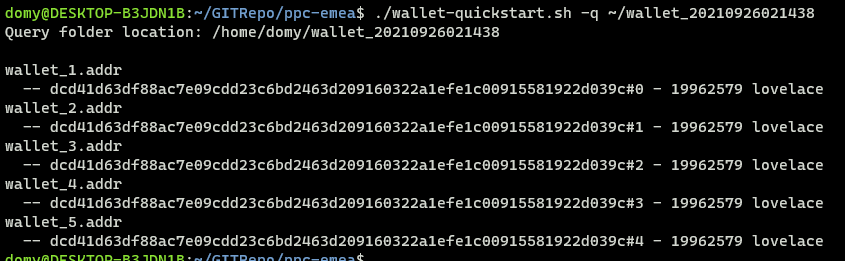 domy@DESKTOP-B3JDN1B:~/GITRepo/ppc-emea$ ./wallet-quickstart.sh -q ~/wallet_20210926021438
Query folder location: /home/domy/wallet_20210926021438
wallet_1.addr
-- dcd41d63df88ac7e09cdd23c6bd2463d209160322a1efe1c00915581922d039c#0 - 19962579 lovelace
wallet_2.addr
-- dcd41d63df88ac7e09cdd23c6bd2463d209160322a1efe1c00915581922d039c#1 - 19962579 lovelace
wallet_3.addr
-- dcd41d63df88ac7e09cdd23c6bd2463d209160322a1efe1c00915581922d039c#2 - 19962579 lovelace
wallet_4.addr
-- dcd41d63df88ac7e09cdd23c6bd2463d209160322a1efe1c00915581922d039c#3 - 19962579 lovelace
wallet_5.addr
-- dcd41d63df88ac7e09cdd23c6bd2463d209160322a1efe1c00915581922d039c#4 - 19962579 lovelace
domy@DESKTOP-B3JDN1B:~/GITRepo/ppc-emea$